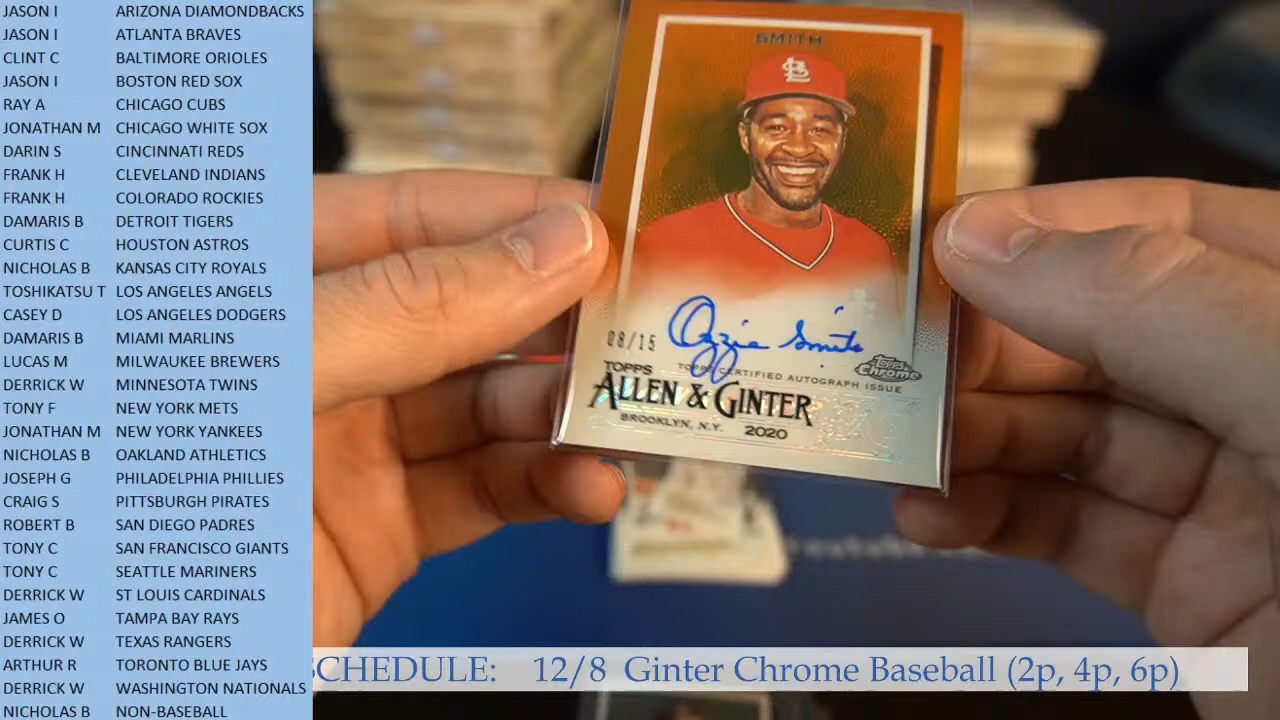 JASON I ARIZONA DIAMONDBACKS
JASON I ATLANTA BRAVES
CLINT C BALTIMORE ORIOLES
JASON I BOSTON RED SOX
RAY A CHICAGO CUBS
JONATHAN M CHICAGO WHITE SOX
DARIN S CINCINNATI REDS
FRANK H CLEVELAND INDIANS
FRANK H COLORADO ROCKIES
DAMARIS B DETROIT TIGERS
CURTIS C HOUSTON ASTROS
NICHOLAS B KANSAS CITY ROYALS
TOSHIKATSU T LOS ANGELES ANGELS
CASEY D LOS ANGELES DODGERS
DAMARIS B MIAMI MARLINS
LUCAS M MILWAUKEE BREWERS
DERRICK W MINNESOTA TWINS
TONY F NEW YORK METS
JONATHAN M NEW YORK YANKEES
NICHOLAS B OAKLAND ATHLETICS
JOSEPH G PHILADELPHIA PHILLIES
CRAIG S PITTSBURGH PIRATES
ROBERT B SAN DIEGO PADRES
TONY C SAN FRANCISCO GIANTS
TONY C SEATTLE MARINERS
DERRICK W ST LOUIS CARDINALS
JAMES O TAMPA BAY RAYS
DERRICK W TEXAS RANGERS
ARTHUR R TORONTO BLUE JAYS
DERRICK W WASHINGTON NATIONALS
NICHOLAS B NON-BASEBALL
SMITH
STL
Ozzie Smith
08/15
TOPPS CERTIFIED AUTOGRAPH ISSUE
Topps Chrome
TOPPS
ALLEN & GINTER
BROOKLYN, N.Y. 2020
SCHEDULE: 12/8 Ginter Chrome Baseball (2p, 4p, 6p)